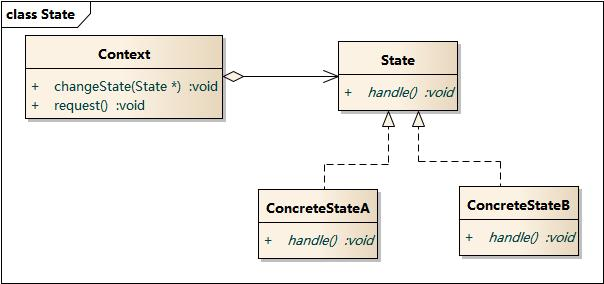 class State
Context
+ changeState(State *) :void
+ request() :void
State
+ handle() :void
ConcreteStateA
+ handle() :void
ConcreteStateB
+ handle() :void